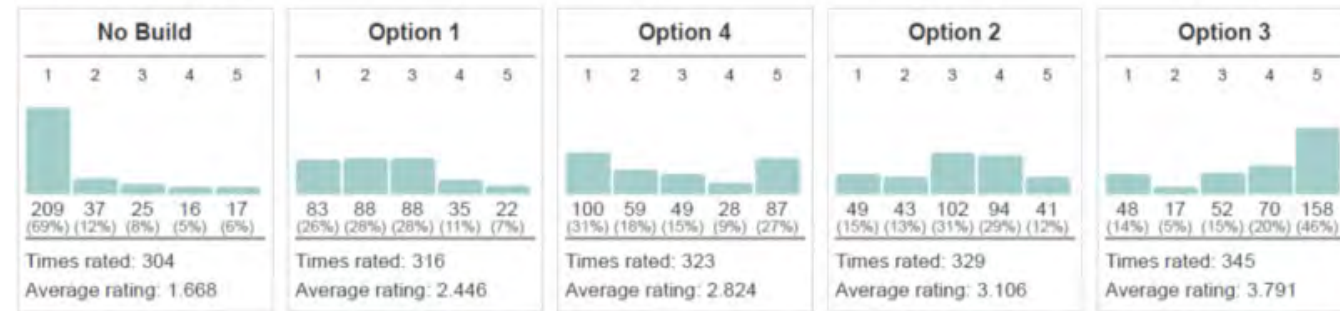 No Build
1 2 3 4 5
209 37 25 16 17
(69%) (12%) (8%) (5%) (6%)
Times rated: 304
Average rating: 1.668
Option 1
1 2 3 4 5
83 88 88 35 22
(26%) (28%) (28%) (11%) (7%)
Times rated: 316
Average rating: 2.446
Option 4
1 2 3 4 5
100 59 49 28 87
(31%) (18%) (15%) (9%) (27%)
Times rated: 323
Average rating: 2.824
Option 2
1 2 3 4 5
49 43 102 94 41
(15%) (13%) (31%) (29%) (12%)
Times rated: 329
Average rating: 3.106
Option 3
1 2 3 4 5
48 17 52 70 158
(14%) (5%) (15%) (20%) (46%)
Times rated: 345
Average rating: 3.791